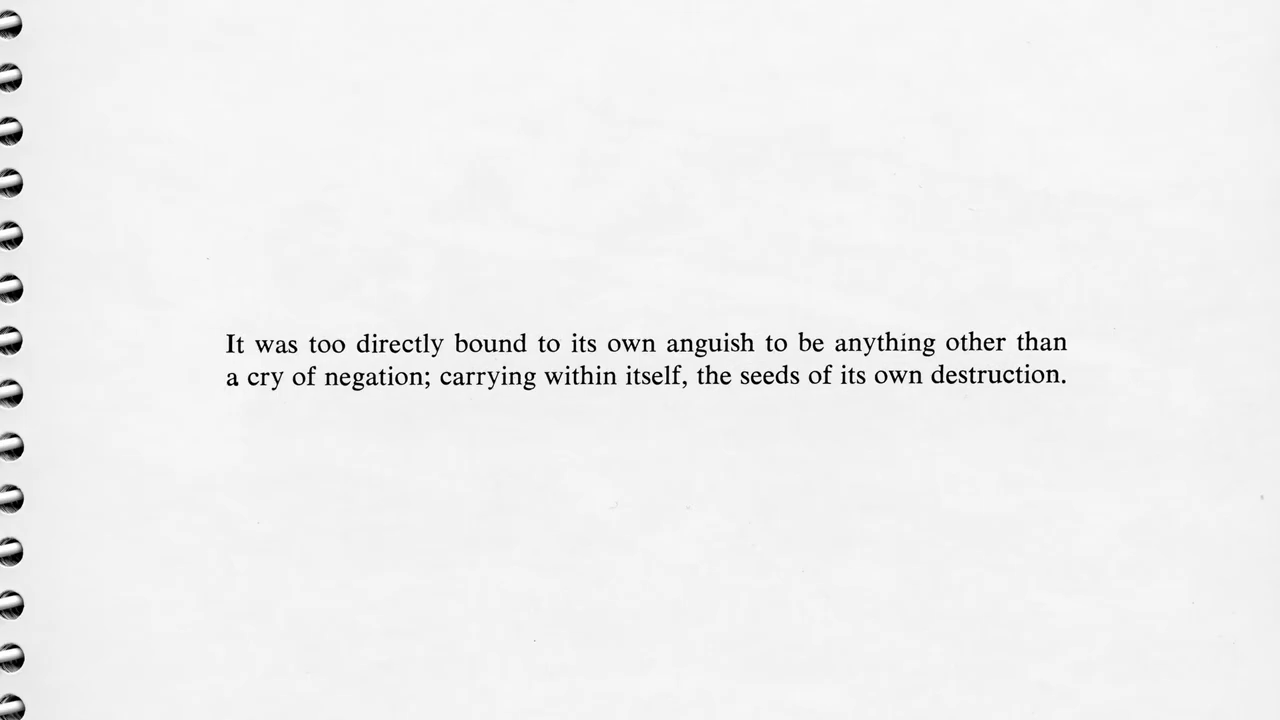 It was too directly bound to its own anguish to be anything other than
a cry of negation; carrying within itself, the seeds of its own destruction.